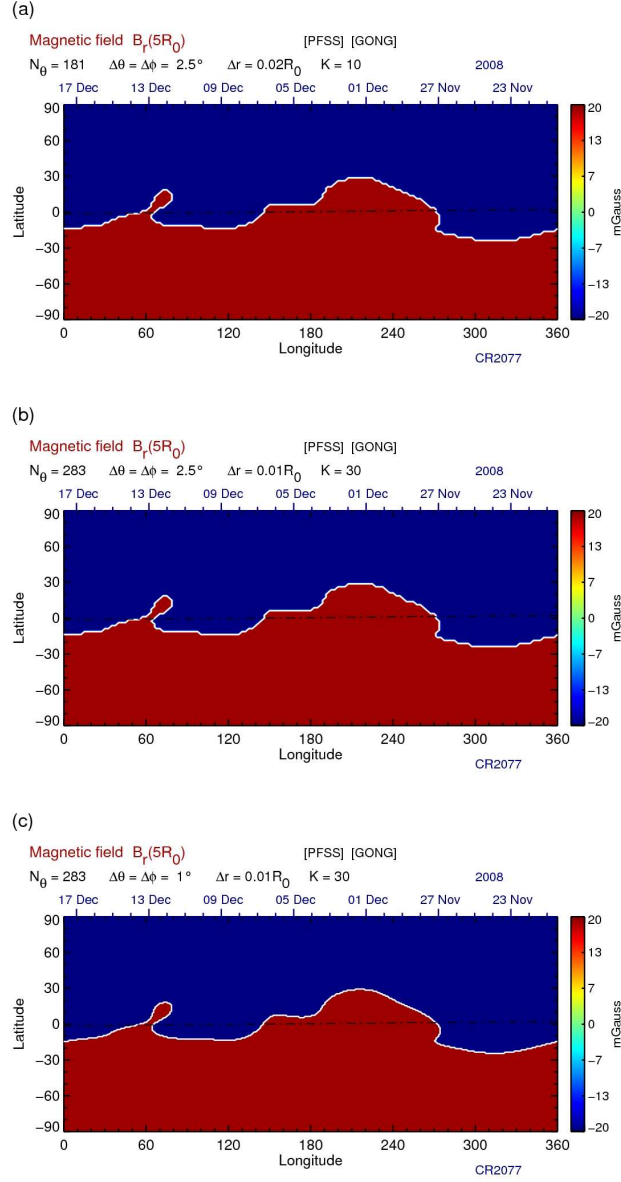 (a)
Magnetic field B_r(5R_0) [PFSS] [GONG]
N_θ = 181 Δθ = Δϕ = 2.5° Δr = 0.02R_0 K = 10 2008
17 Dec 13 Dec 09 Dec 05 Dec 01 Dec 27 Nov 23 Nov
90
60
30
0
−30
−60
−90
Latitude
0 60 120 180 240 300 360
Longitude
CR2077
20
13
7
0
−7
−13
−20
mGauss
(b)
Magnetic field B_r(5R_0) [PFSS] [GONG]
N_θ = 283 Δθ = Δϕ = 2.5° Δr = 0.01R_0 K = 30 2008
17 Dec 13 Dec 09 Dec 05 Dec 01 Dec 27 Nov 23 Nov
90
60
30
0
−30
−60
−90
Latitude
0 60 120 180 240 300 360
Longitude
CR2077
20
13
7
0
−7
−13
−20
mGauss
(c)
Magnetic field B_r(5R_0) [PFSS] [GONG]
N_θ = 283 Δθ = Δϕ = 1° Δr = 0.01R_0 K = 30 2008
17 Dec 13 Dec 09 Dec 05 Dec 01 Dec 27 Nov 23 Nov
90
60
30
0
−30
−60
−90
Latitude
0 60 120 180 240 300 360
Longitude
CR2077
20
13
7
0
−7
−13
−20
mGauss